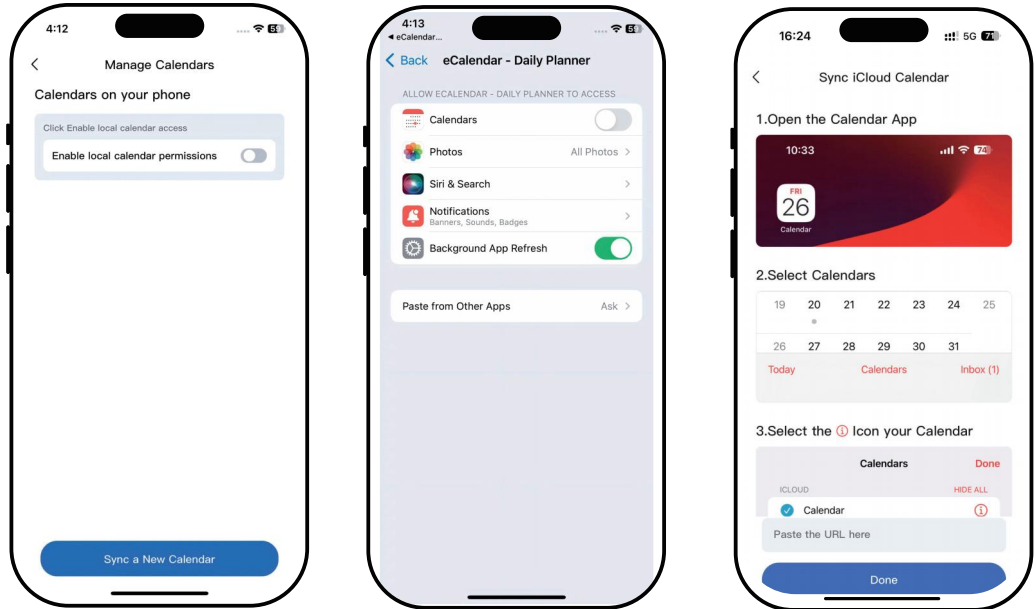 4:12
59
Manage Calendars
Calendars on your phone
Click Enable local calendar access
Enable local calendar permissions
Sync a New Calendar
4:13
59
eCalendar...
Back eCalendar - Daily Planner
ALLOW ECALENDAR - DAILY PLANNER TO ACCESS
Calendars
Photos All Photos
Siri & Search
Notifications
Banners, Sounds, Badges
Background App Refresh
Paste from Other Apps Ask
16:24
5G 71
Sync iCloud Calendar
1.Open the Calendar App
10:33
74
FRI
26
Calendar
2.Select Calendars
19 20 21 22 23 24 25
26 27 28 29 30 31
Today Calendars Inbox (1)
3.Select the ⓘ Icon your Calendar
Calendars Done
ICLOUD HIDE ALL
Calendar
Paste the URL here
Done